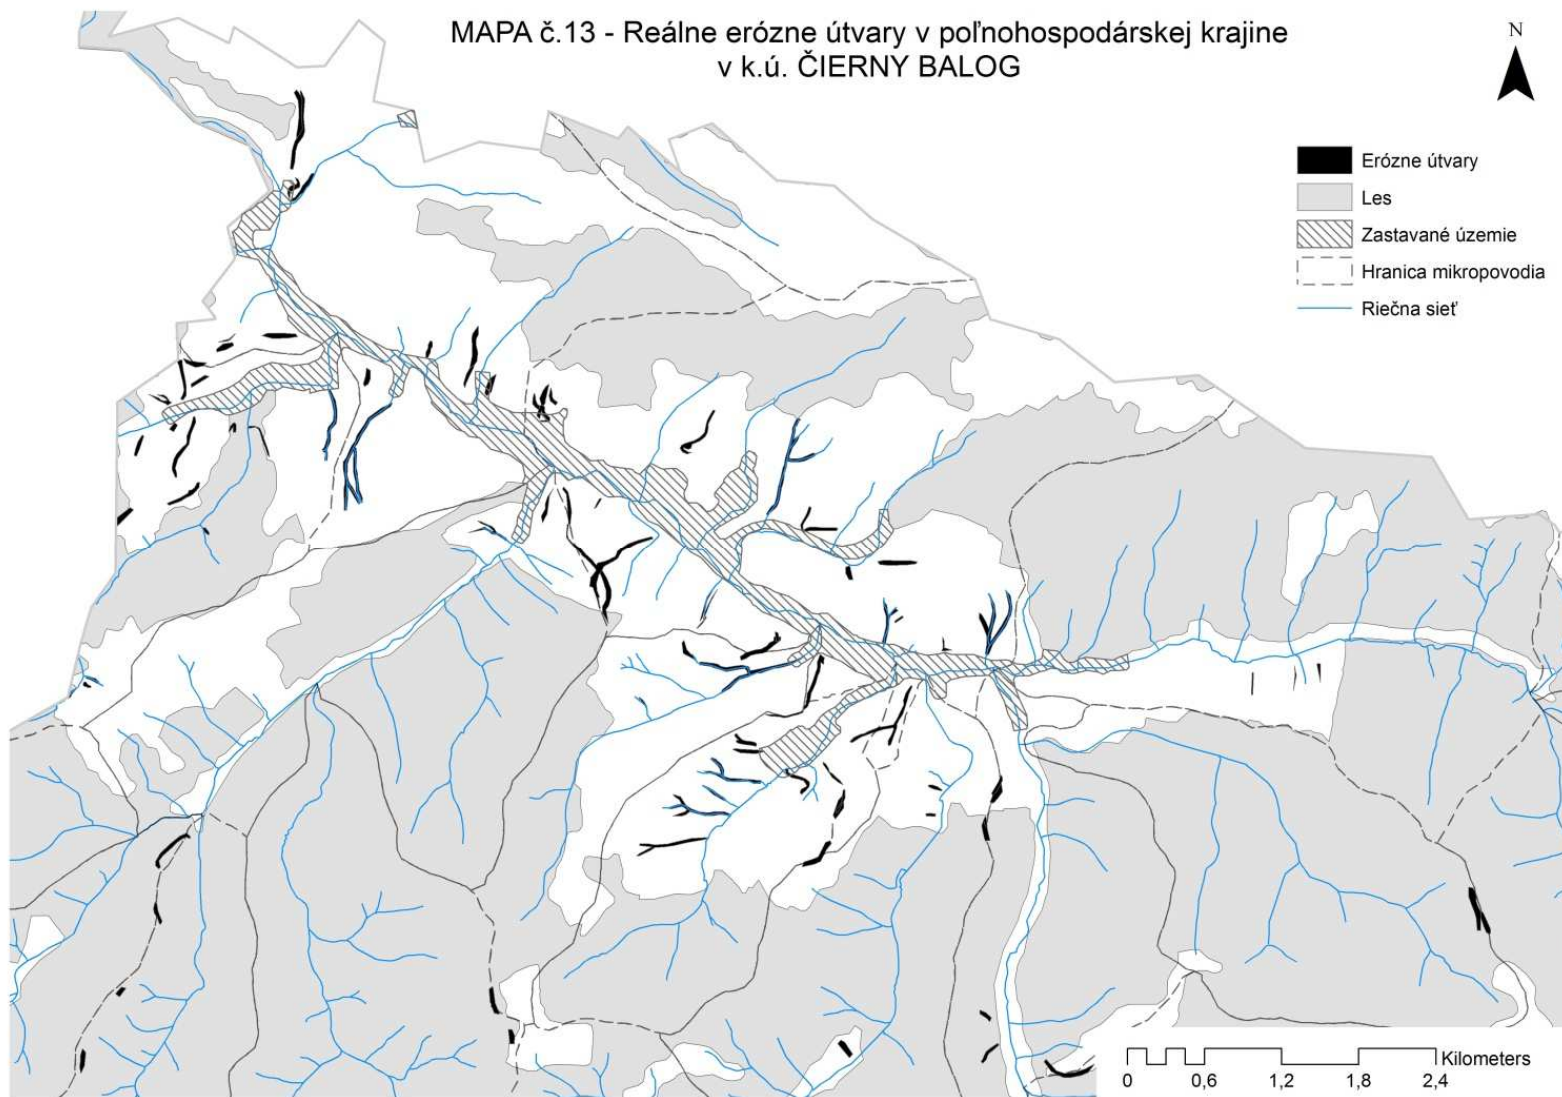 MAPA č.13 - Reálne erózne útvary v poľnohospodárskej krajine
v k.ú. ČIERNY BALOG
N
Erózne útvary
Les
Zastavané územie
Hranica mikropovodia
Riečna sieť
Kilometers
0 0,6 1,2 1,8 2,4